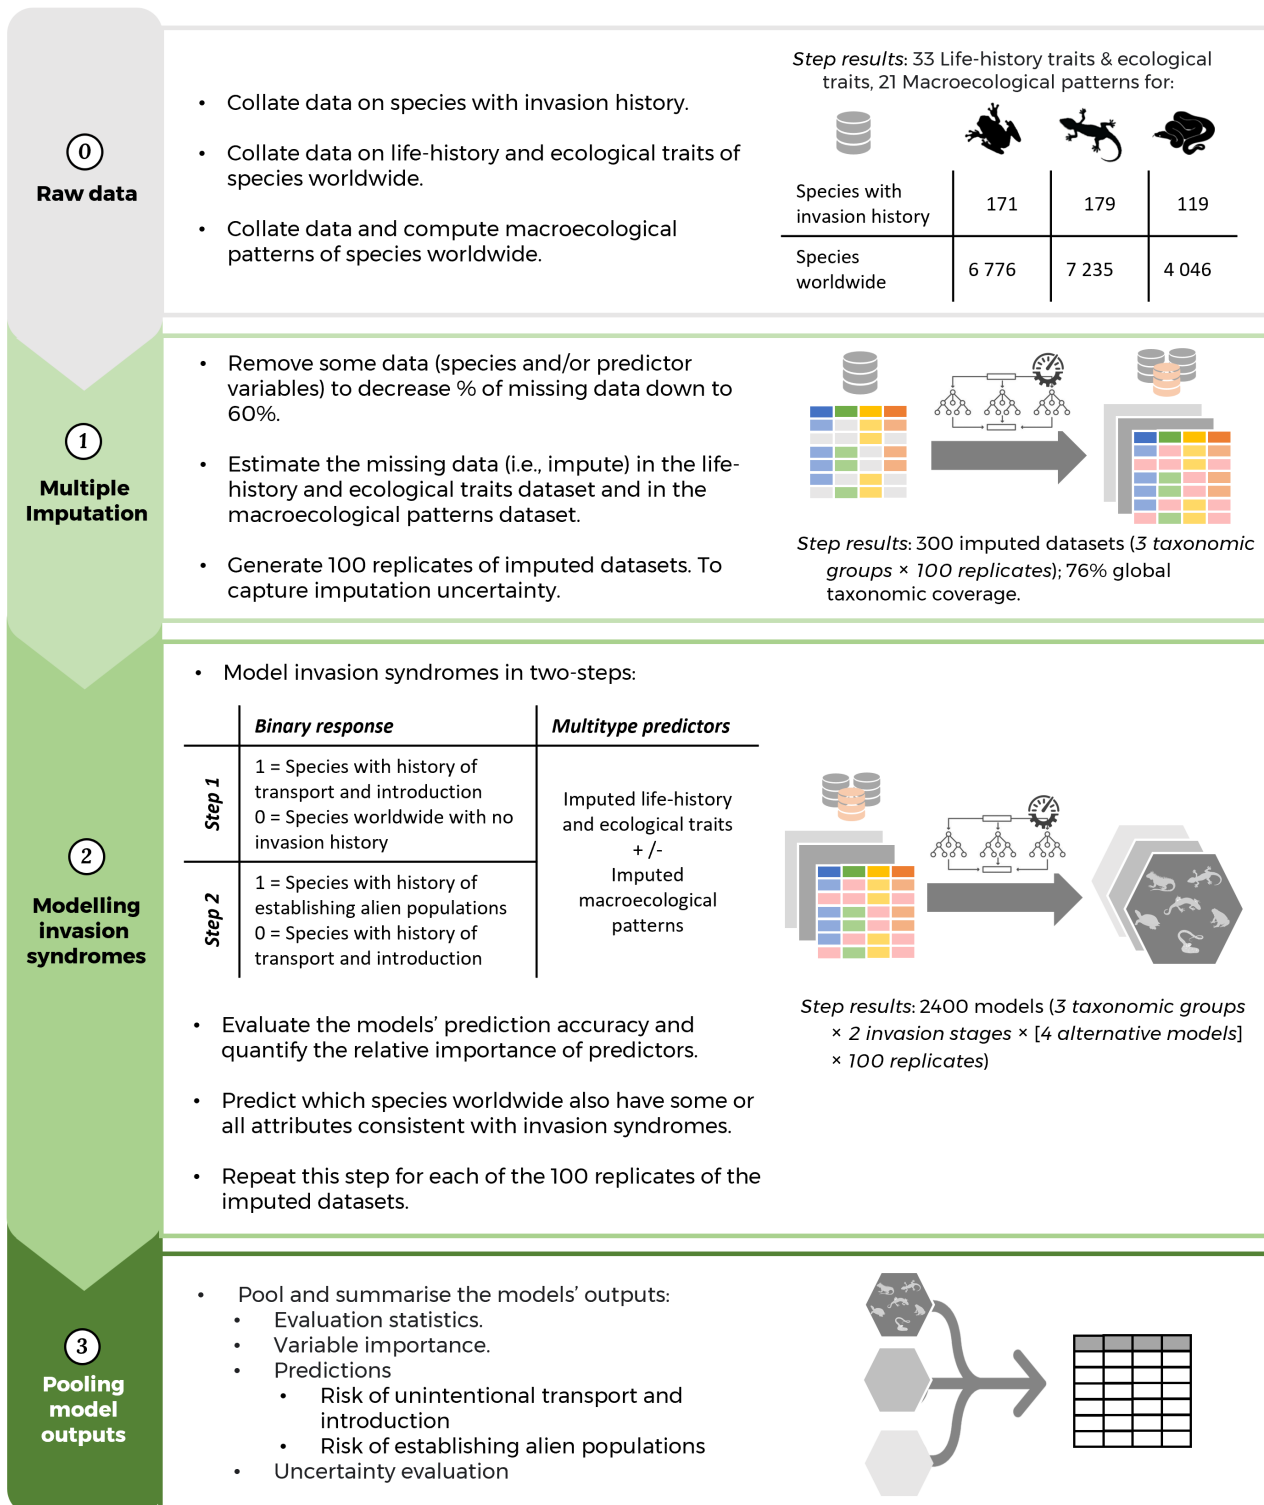 0
Raw data
• Collate data on species with invasion history.
• Collate data on life-history and ecological traits of
species worldwide.
• Collate data and compute macroecological
patterns of species worldwide.
Step results: 33 Life-history traits & ecological
traits, 21 Macroecological patterns for:
Species with
invasion history
171
179
119
Species
worldwide
6 776
7 235
4 046
1
Multiple
Imputation
• Remove some data (species and/or predictor
variables) to decrease % of missing data down to
60%.
• Estimate the missing data (i.e., impute) in the life-
history and ecological traits dataset and in the
macroecological patterns dataset.
• Generate 100 replicates of imputed datasets. To
capture imputation uncertainty.
Step results: 300 imputed datasets (3 taxonomic
groups × 100 replicates); 76% global
taxonomic coverage.
2
Modelling
invasion
syndromes
• Model invasion syndromes in two-steps:
Binary response
Multitype predictors
Step 1
1 = Species with history of
transport and introduction
0 = Species worldwide with no
invasion history
Step 2
1 = Species with history of
establishing alien populations
0 = Species with history of
transport and introduction
Imputed life-history
and ecological traits
+ /-
Imputed
macroecological
patterns
• Evaluate the models’ prediction accuracy and
quantify the relative importance of predictors.
• Predict which species worldwide also have some or
all attributes consistent with invasion syndromes.
• Repeat this step for each of the 100 replicates of the
imputed datasets.
Step results: 2400 models (3 taxonomic groups
× 2 invasion stages × [4 alternative models]
× 100 replicates)
3
Pooling
model
outputs
• Pool and summarise the models’ outputs:
• Evaluation statistics.
• Variable importance.
• Predictions
• Risk of unintentional transport and
introduction
• Risk of establishing alien populations
• Uncertainty evaluation